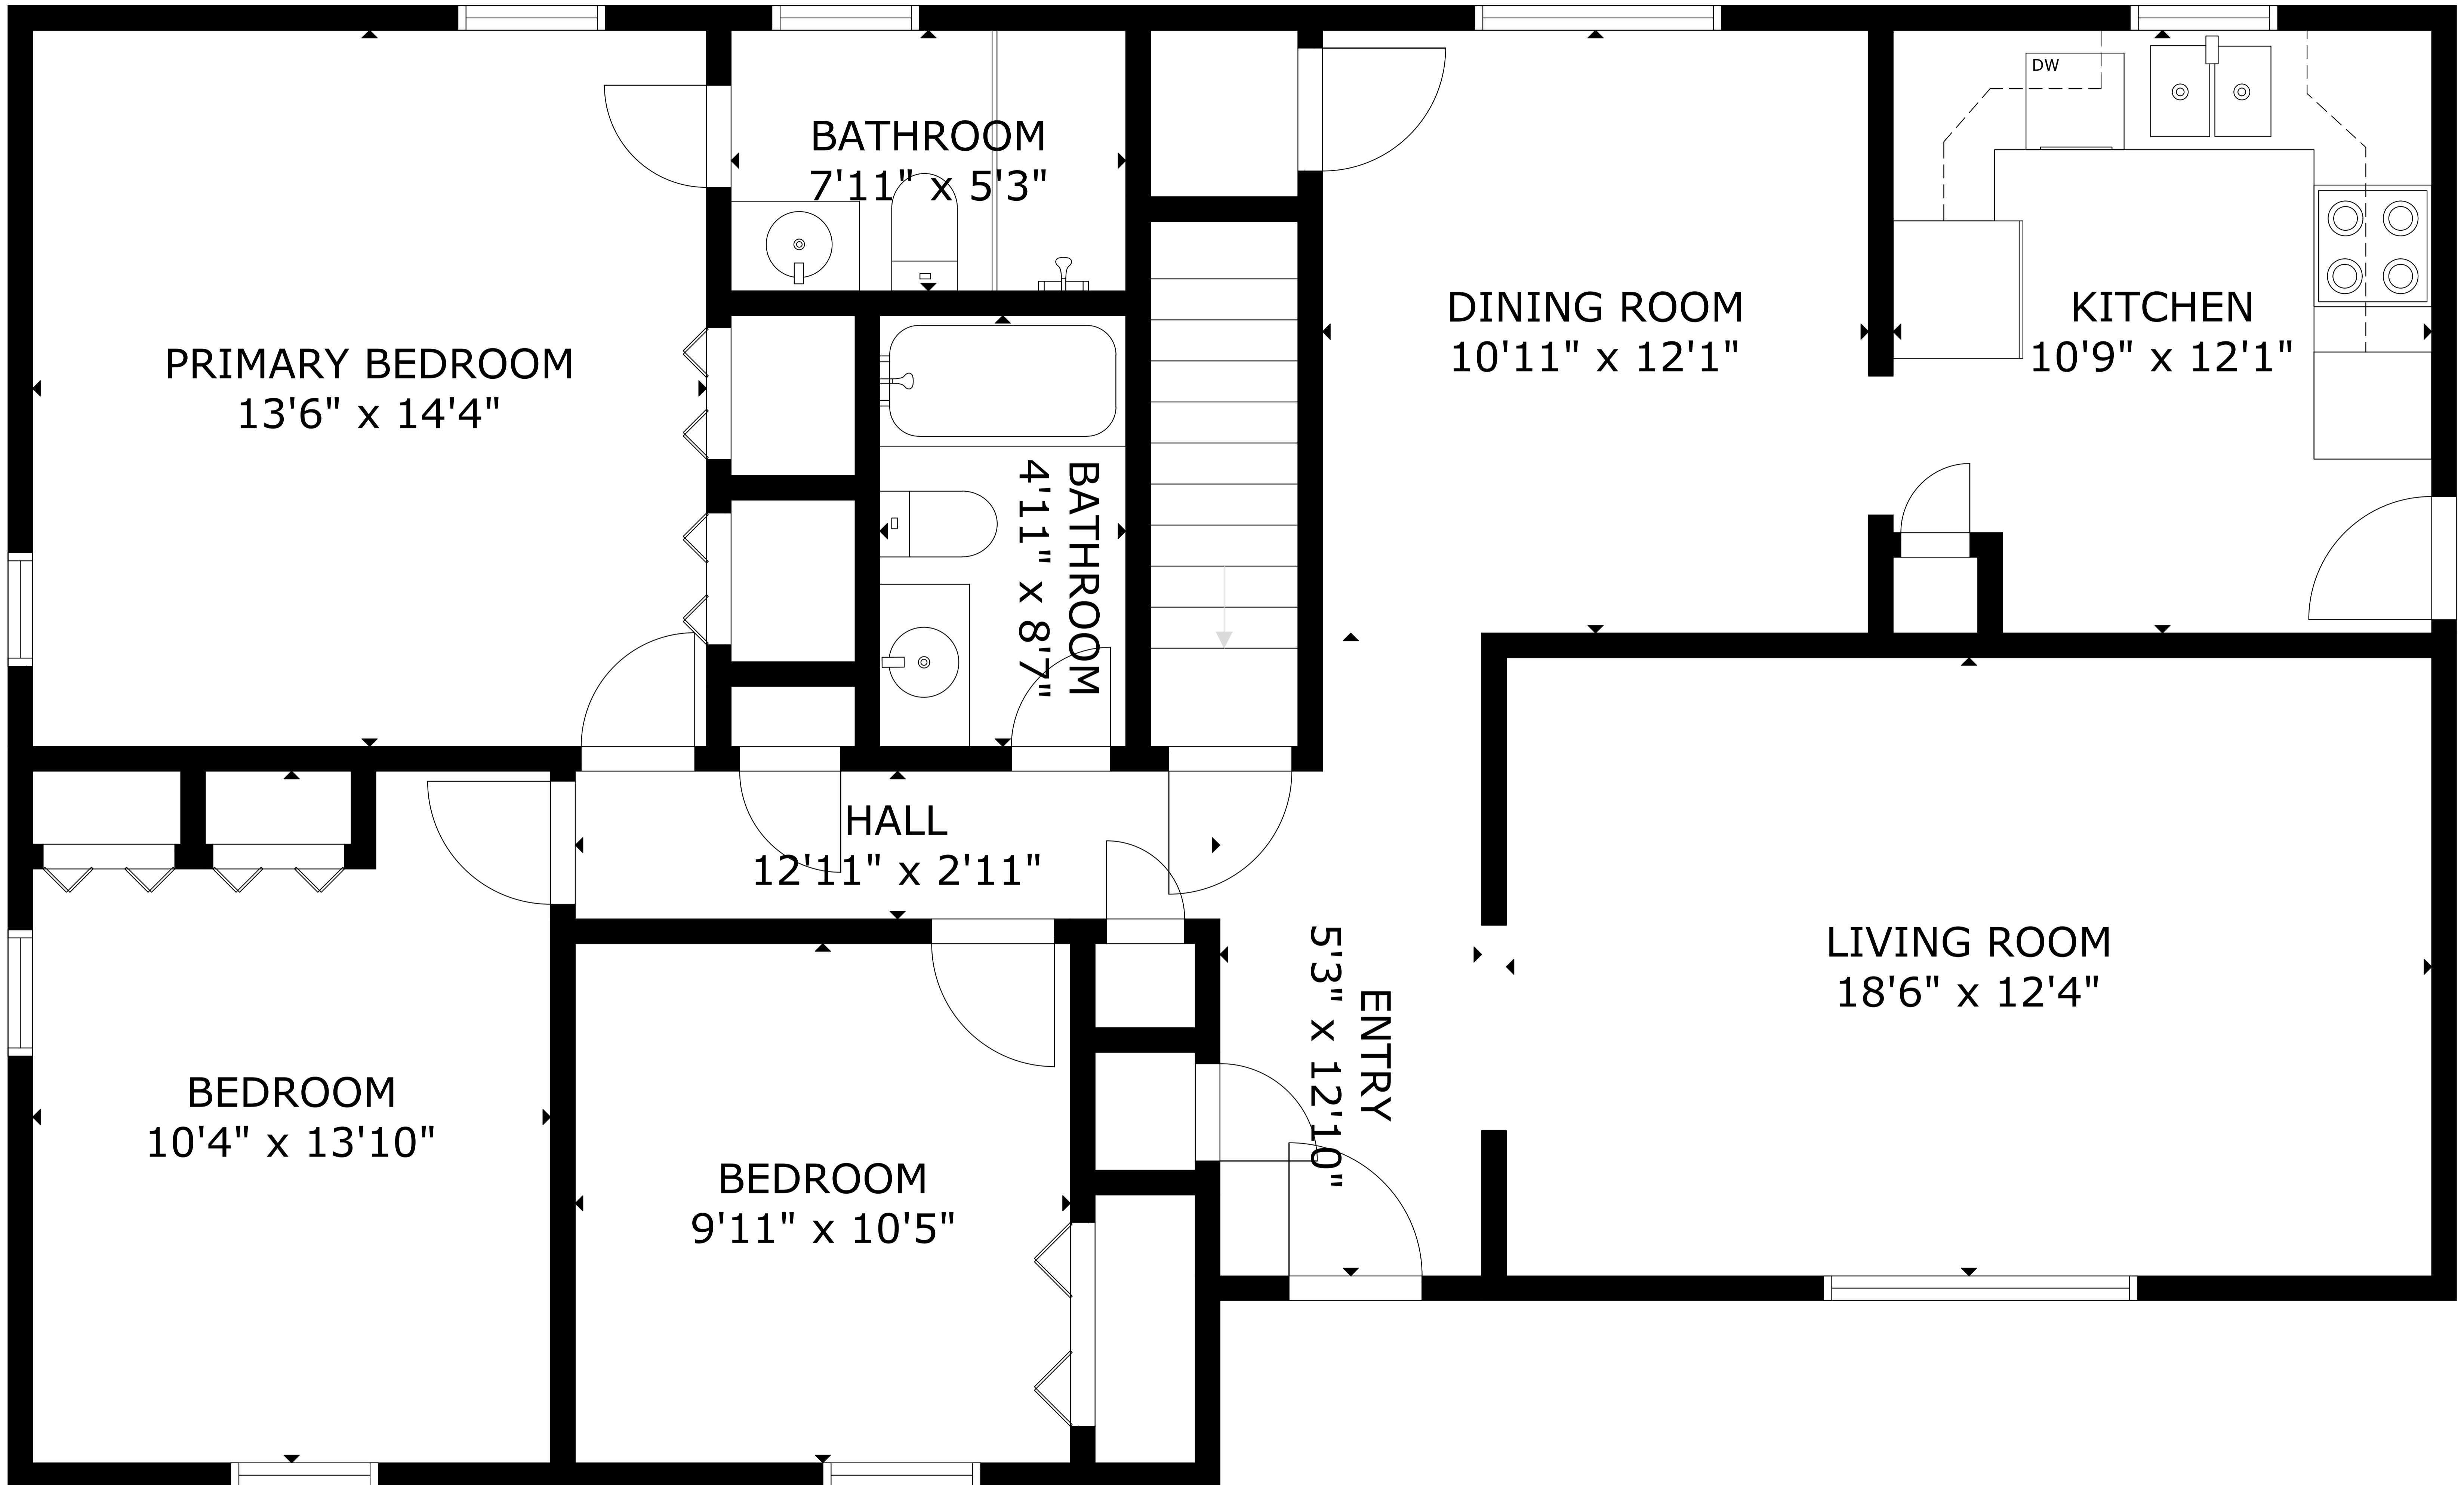 DW
BATHROOM
7'11" x 5'3"
DINING ROOM
10'11" x 12'1"
KITCHEN
10'9" x 12'1"
PRIMARY BEDROOM
13'6" x 14'4"
BATHROOM
4'11" x 8'7"
HALL
12'11" x 2'11"
ENTRY
5'3" x 12'10"
LIVING ROOM
18'6" x 12'4"
BEDROOM
10'4" x 13'10"
BEDROOM
9'11" x 10'5"